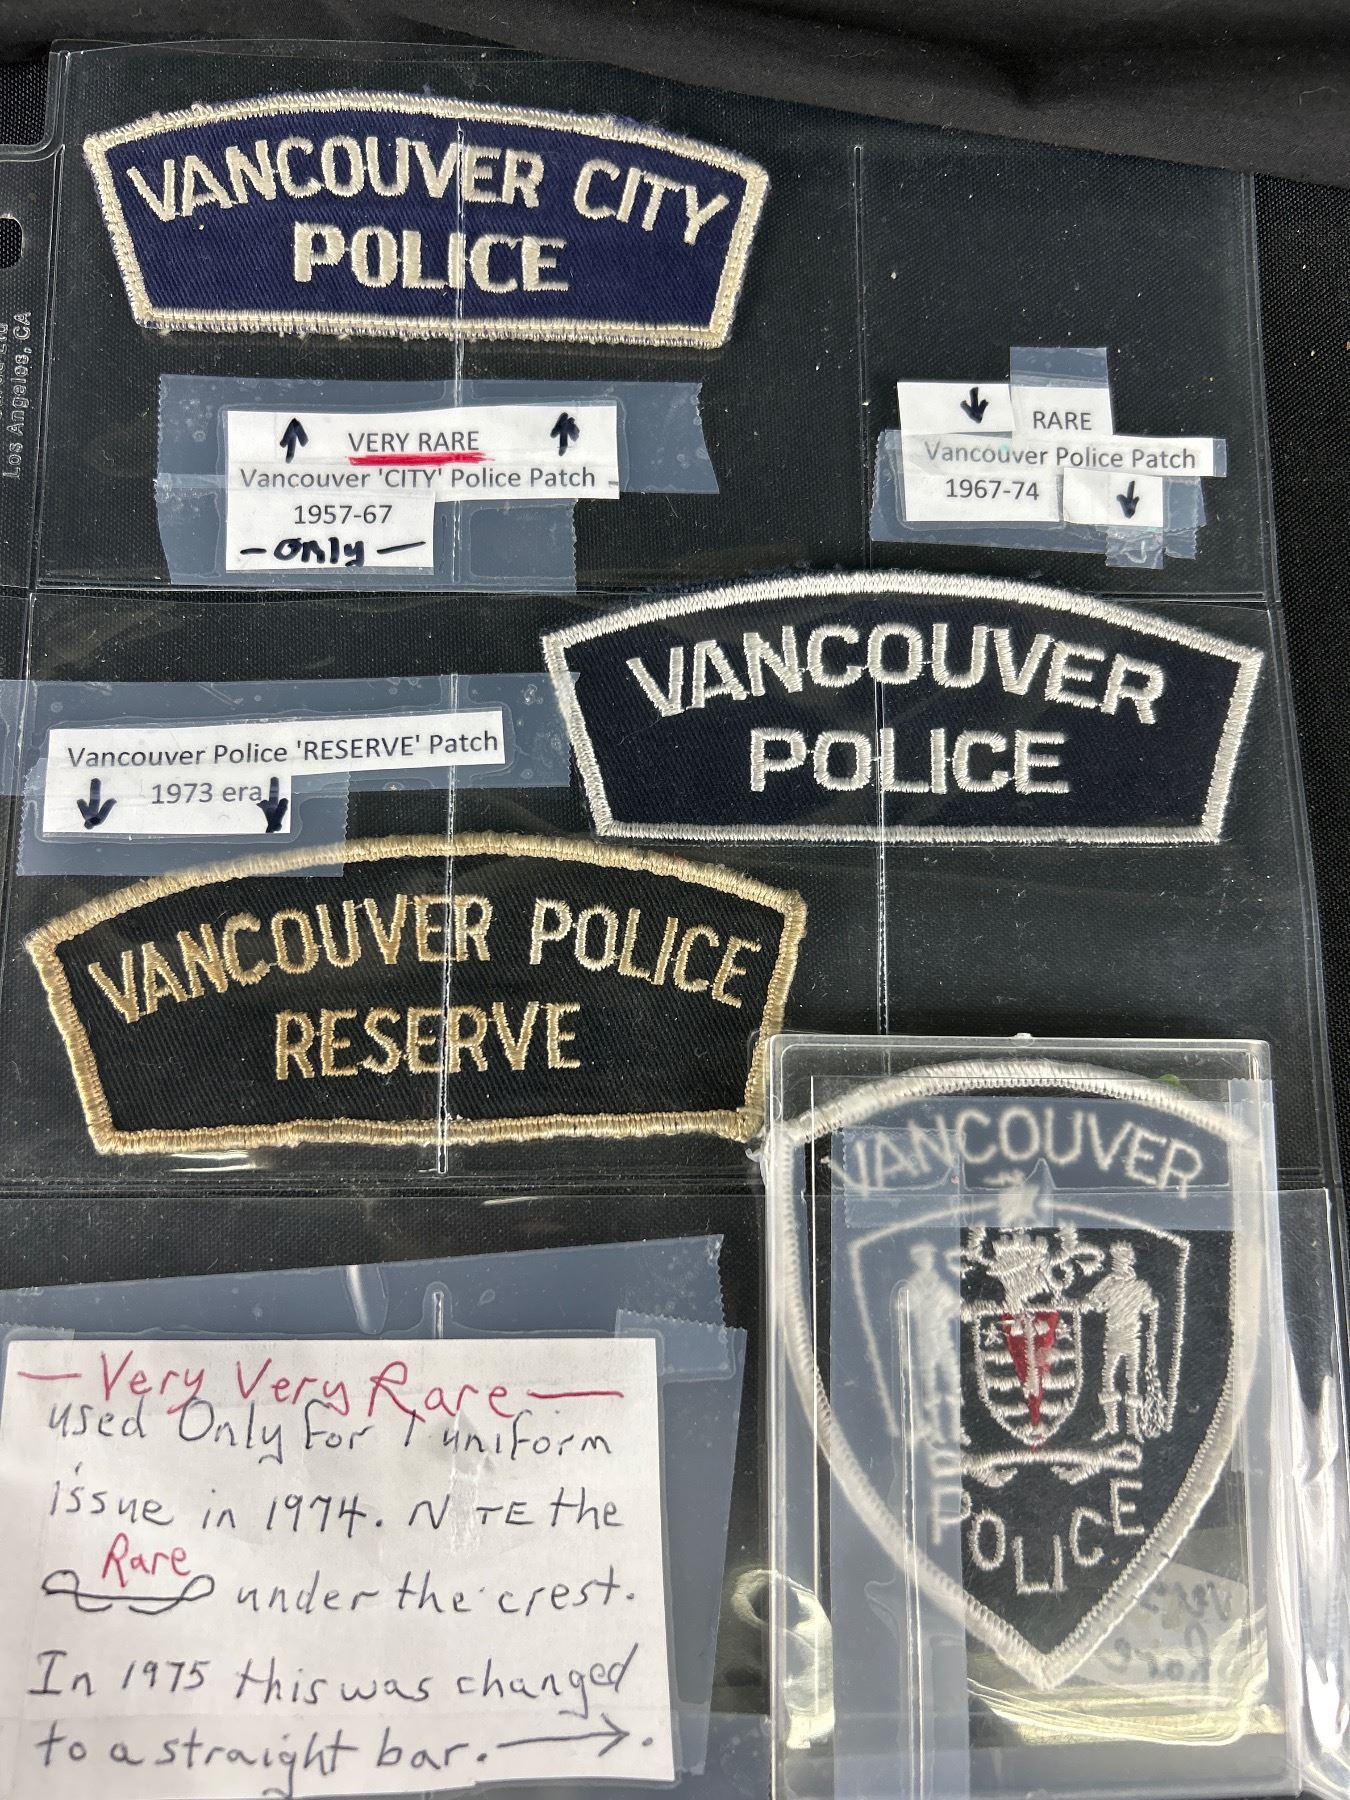 VANCOUVER CITY
POLICE
Los Angeles, CA
VERY RARE
Vancouver 'CITY' Police Patch
1957-67
- only -
RARE
Vancouver Police Patch
1967-74
VANCOUVER
POLICE
Vancouver Police 'RESERVE' Patch
1973 era
VANCOUVER POLICE
RESERVE
VANCOUVER
POLICE
— Very Very Rare —
used Only For 1 uniform
issue in 1974. N TE the
Rare
under the crest.
In 1975 this was changed
to a straight bar. →.